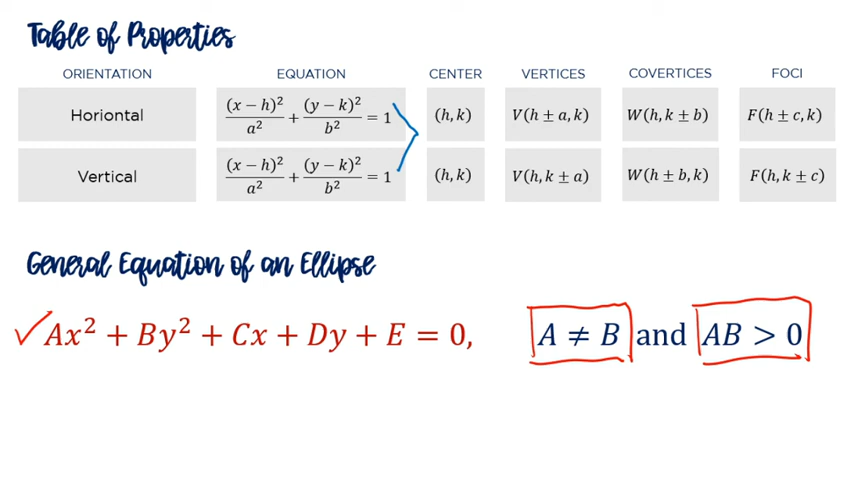 Table of Properties
ORIENTATION EQUATION CENTER VERTICES COVERTICES FOCI
Horiontal (x − h)²/a² + (y − k)²/b² = 1 (h, k) V(h ± a, k) W(h, k ± b) F(h ± c, k)
Vertical (x − h)²/a² + (y − k)²/b² = 1 (h, k) V(h, k ± a) W(h ± b, k) F(h, k ± c)
General Equation of an Ellipse
Ax² + By² + Cx + Dy + E = 0, A ≠ B and AB > 0